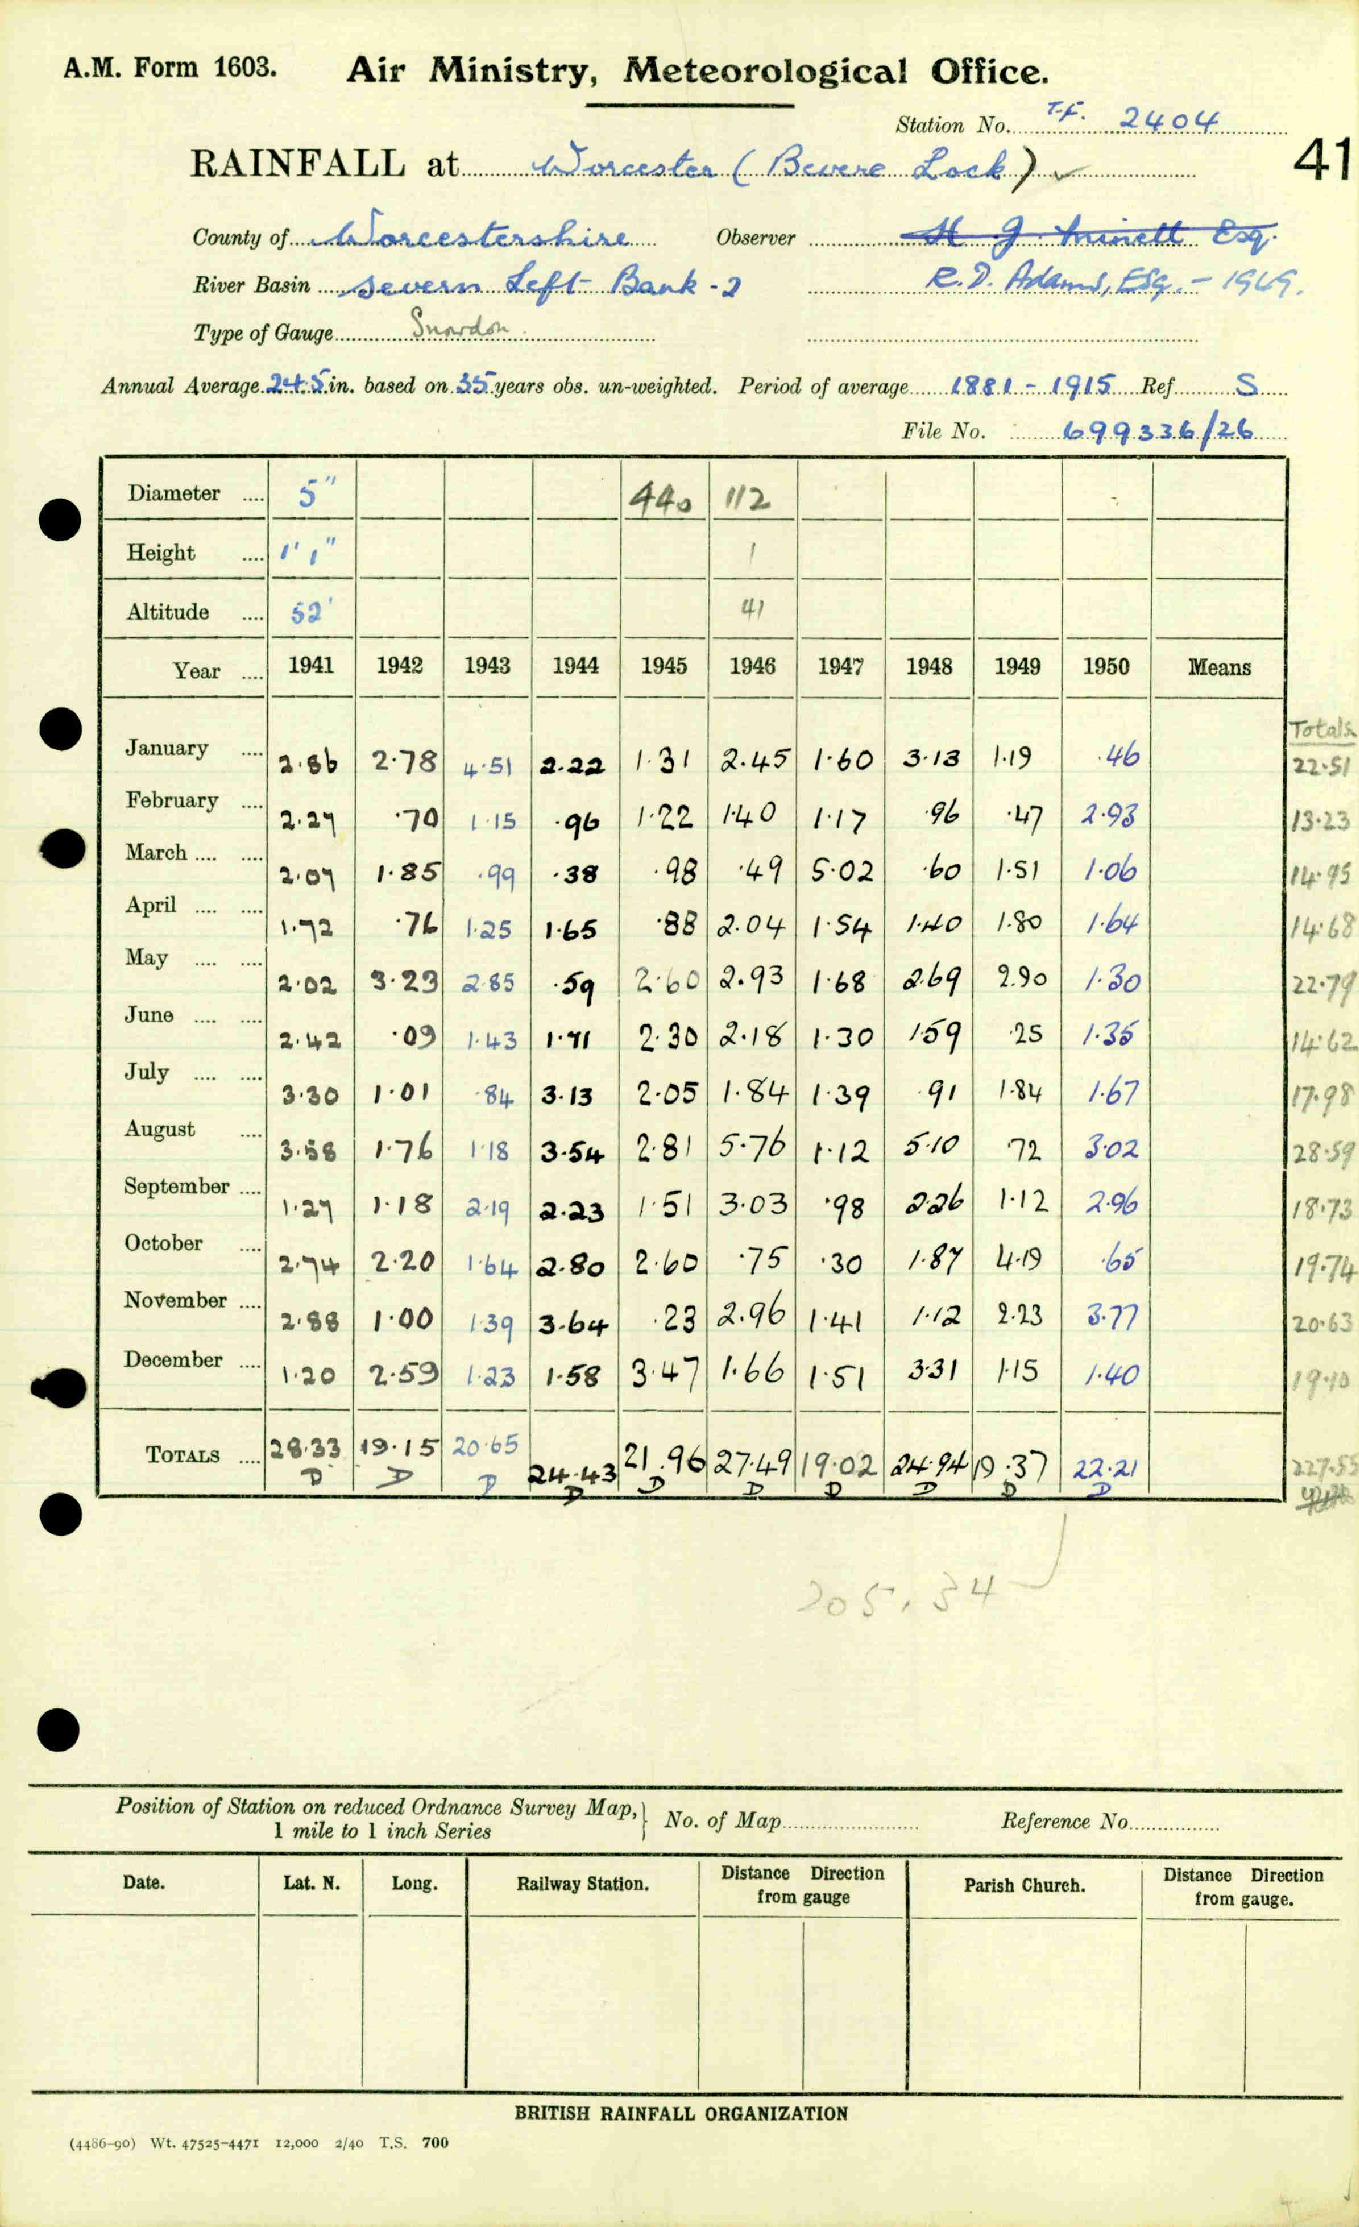 A.M. Form 1603. Air Ministry, Meteorological Office.
Station No. T.F. 2404
41
RAINFALL at Worcester (Bevere Lock) ✓
County of Worcestershire Observer H J Minett Esq.
River Basin Severn Left Bank - 2 R.D. Adams, Esq. - 1949.
Type of Gauge Snowdon
Annual Average 24.5 in. based on 35 years obs. un-weighted. Period of average 1881 - 1915 Ref. S
File No. 699336/26
Diameter .... 5" 440 112
Height .... 1' 1" 1
Altitude .... 52' 41
Year .... 1941 1942 1943 1944 1945 1946 1947 1948 1949 1950 Means
Totals
January .... 2.86 2.78 4.51 2.22 1.31 2.45 1.60 3.13 1.19 .46 22.51
February .... 2.27 .70 1.15 .96 1.22 1.40 1.17 .96 .47 2.93 13.23
March .... .... 2.07 1.85 .99 .38 .98 .49 5.02 .60 1.51 1.06 14.95
April .... .... 1.72 .76 1.25 1.65 .88 2.04 1.54 1.40 1.80 1.64 14.68
May .... .... 2.02 3.23 2.85 .59 2.60 2.93 1.68 2.69 2.90 1.30 22.79
June .... .... 2.42 .09 1.43 1.71 2.30 2.18 1.30 1.59 .25 1.35 14.62
July .... .... 3.30 1.01 .84 3.13 2.05 1.84 1.39 .91 1.84 1.67 17.98
August .... 3.58 1.76 1.18 3.54 2.81 5.76 1.12 5.10 .72 3.02 28.59
September .... 1.27 1.18 2.19 2.23 1.51 3.03 .98 2.26 1.12 2.96 18.73
October .... 2.74 2.20 1.64 2.80 2.60 .75 .30 1.87 4.19 .65 19.74
November .... 2.88 1.00 1.39 3.64 .23 2.96 1.41 1.12 2.23 3.77 20.63
December .... 1.20 2.59 1.23 1.58 3.47 1.66 1.51 3.31 1.15 1.40 19.10
TOTALS .... 28.33 19.15 20.65 24.43 21.96 27.49 19.02 24.94 19.37 22.21 227.55
D D D D D D D D D D
205.34
Position of Station on reduced Ordnance Survey Map, 1 mile to 1 inch Series } No. of Map Reference No.
Date. Lat. N. Long. Railway Station. Distance Direction from gauge Parish Church. Distance Direction from gauge.
BRITISH RAINFALL ORGANIZATION
(4486-90) Wt. 47525-4471 12,000 2/40 T.S. 700